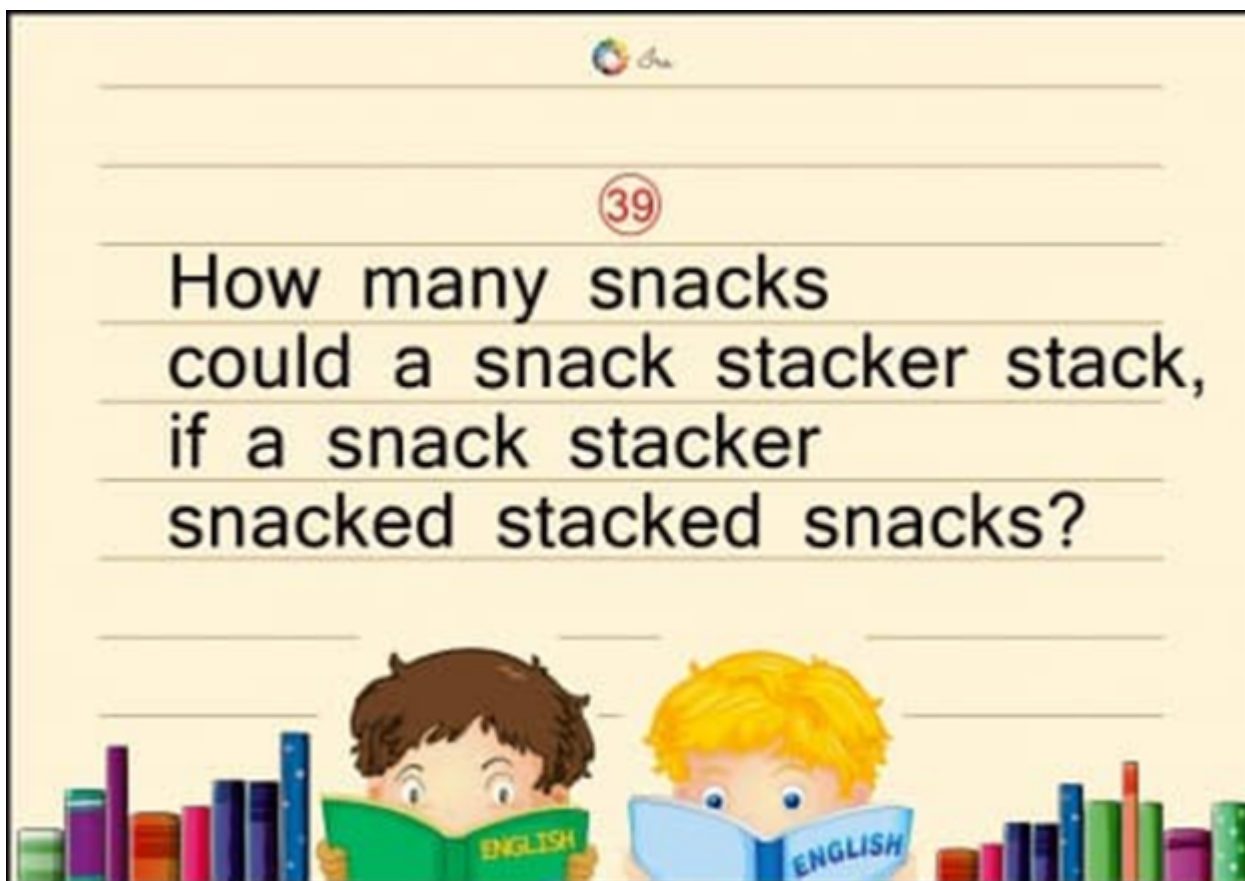 39
How many snacks
could a snack stacker stack,
if a snack stacker
snacked stacked snacks?
ENGLISH
ENGLISH